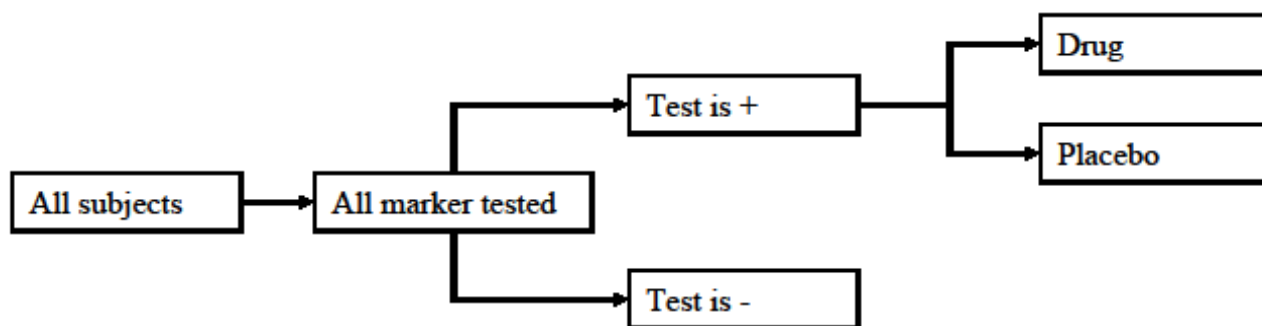 All subjects
All marker tested
Test is +
Test is -
Drug
Placebo